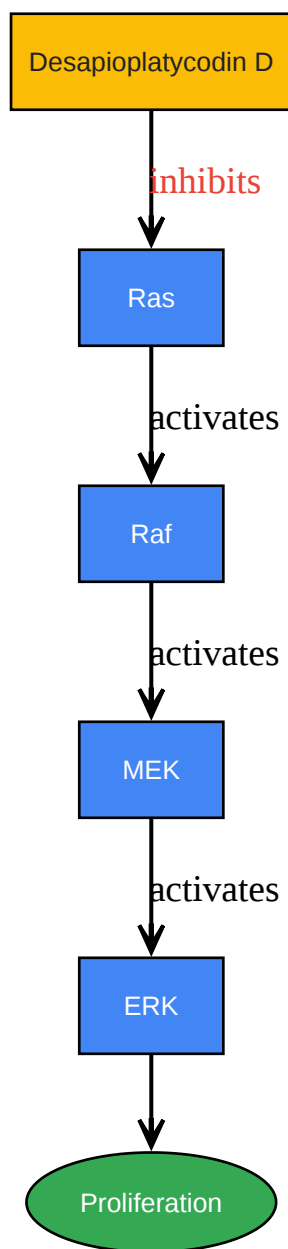 Desapioplatycodin D
inhibits
Ras
activates
Raf
activates
MEK
activates
ERK
Proliferation